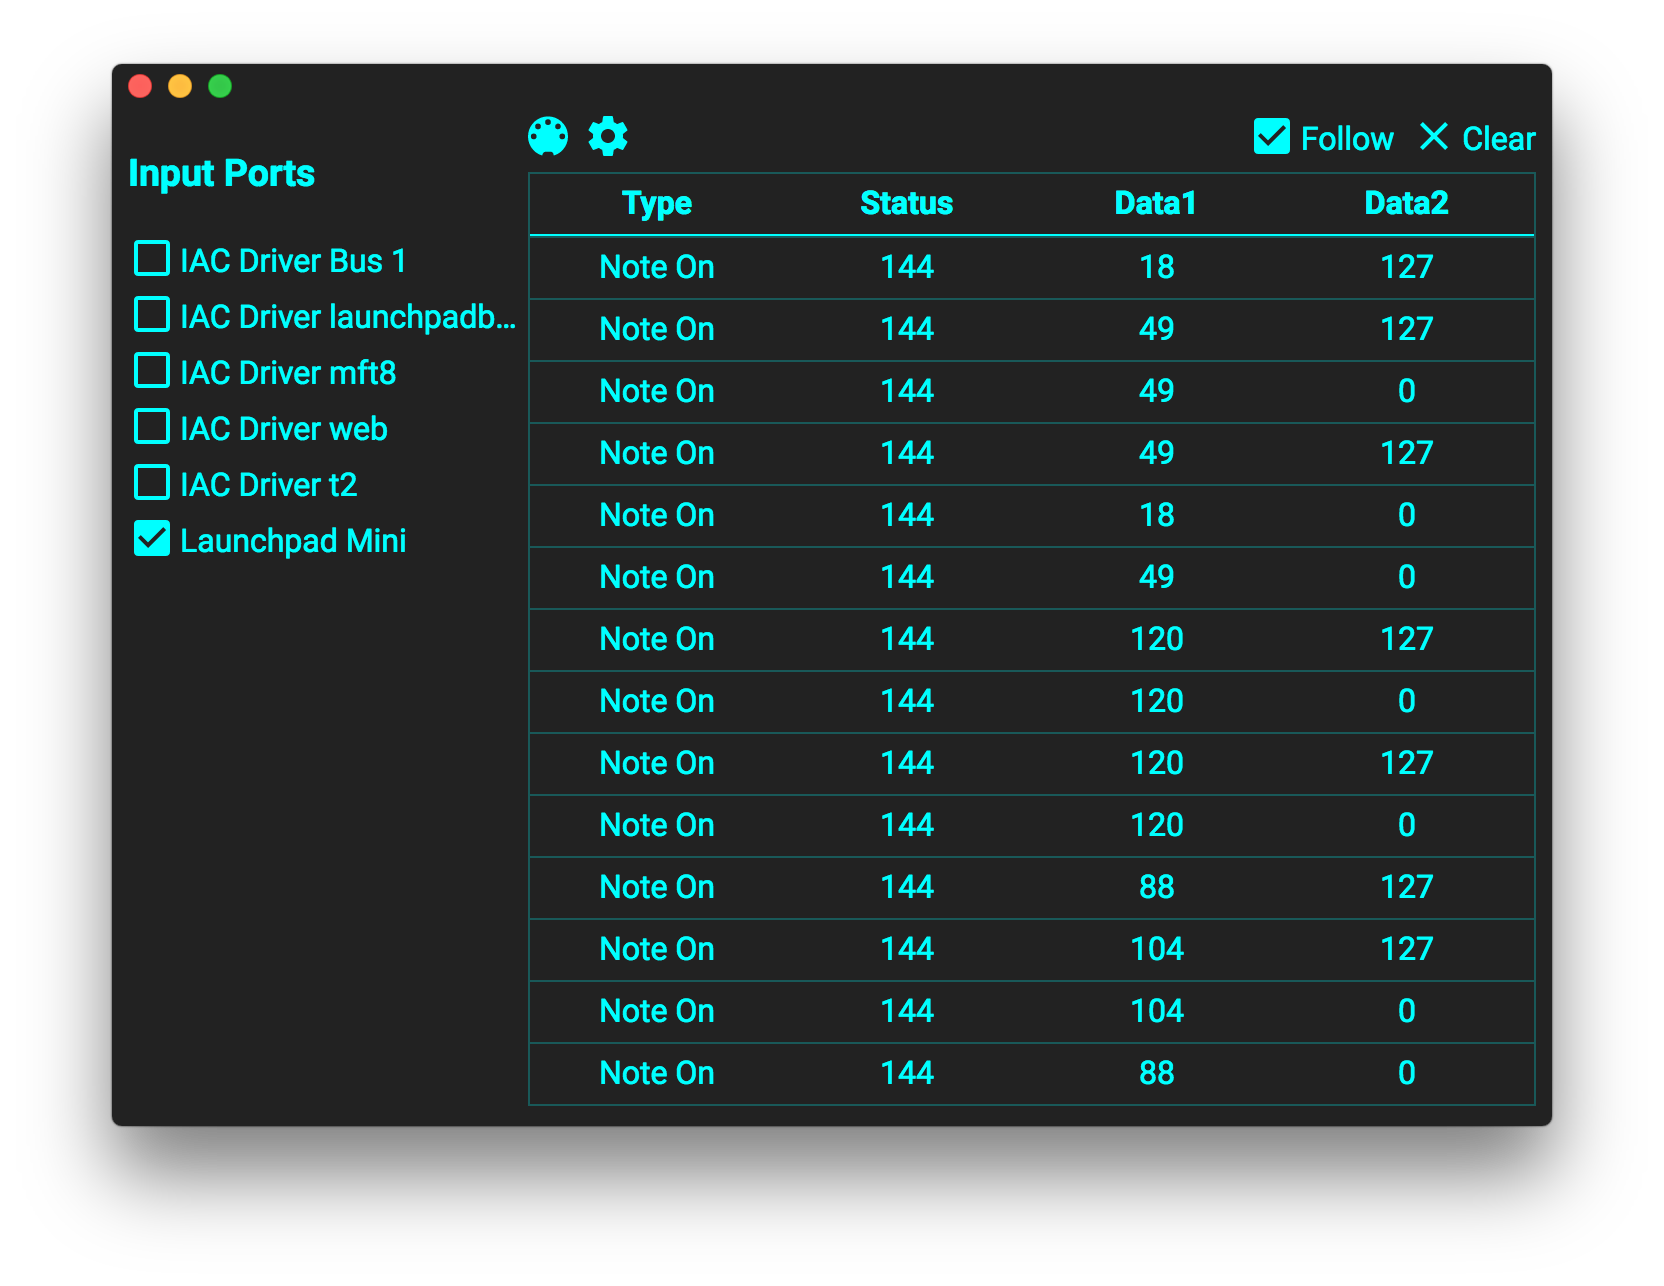 Input Ports
IAC Driver Bus 1
IAC Driver launchpadb...
IAC Driver mft8
IAC Driver web
IAC Driver t2
Launchpad Mini
Follow Clear
Type Status Data1 Data2
Note On 144 18 127
Note On 144 49 127
Note On 144 49 0
Note On 144 49 127
Note On 144 18 0
Note On 144 49 0
Note On 144 120 127
Note On 144 120 0
Note On 144 120 127
Note On 144 120 0
Note On 144 88 127
Note On 144 104 127
Note On 144 104 0
Note On 144 88 0